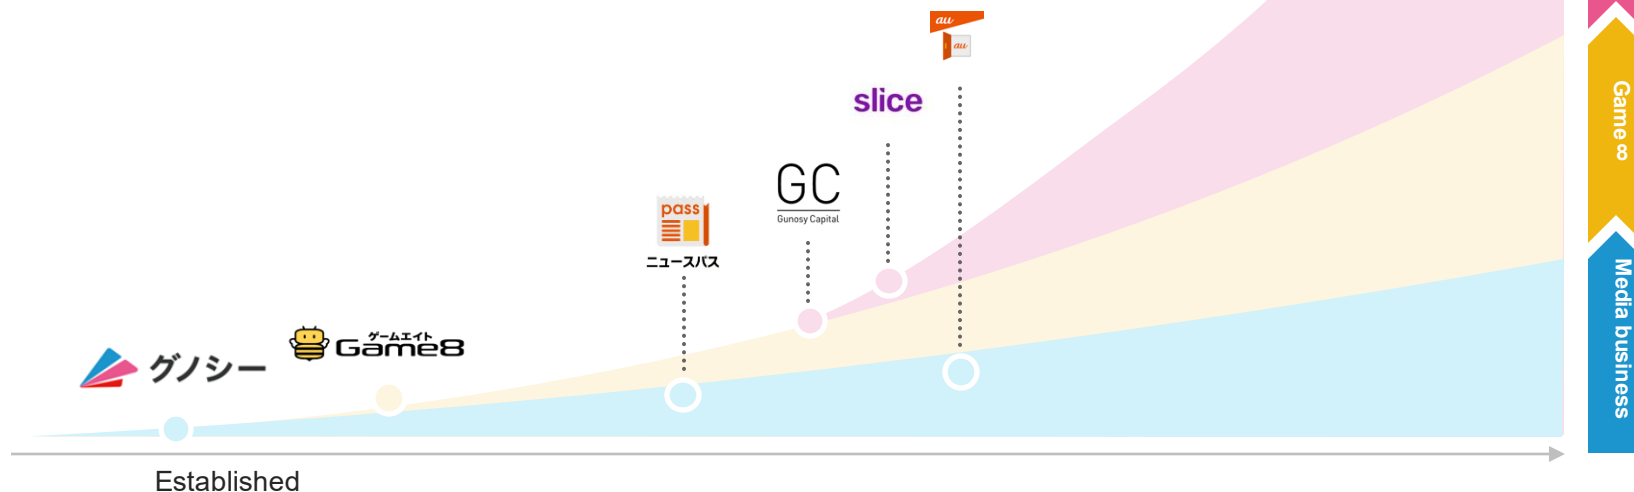 au
au
slice
GC
Gunosy Capital
pass
ニュースパス
ゲームエイト
Game8
グノシー
Established
Game8
Media business